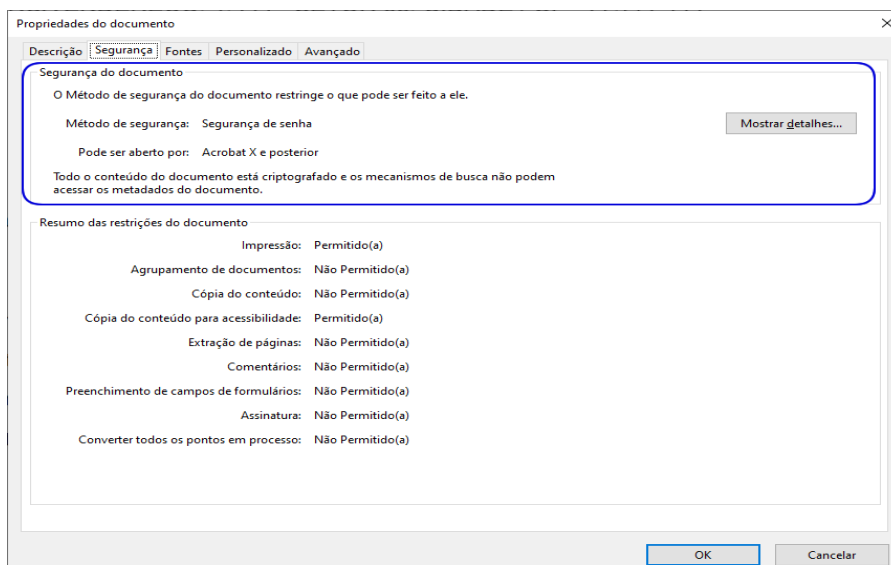 Propriedades do documento
Descrição Segurança Fontes Personalizado Avançado
Segurança do documento
O Método de segurança do documento restringe o que pode ser feito a ele.
Método de segurança: Segurança de senha Mostrar detalhes...
Pode ser aberto por: Acrobat X e posterior
Todo o conteúdo do documento está criptografado e os mecanismos de busca não podem
acessar os metadados do documento.
Resumo das restrições do documento
Impressão: Permitido(a)
Agrupamento de documentos: Não Permitido(a)
Cópia do conteúdo: Não Permitido(a)
Cópia do conteúdo para acessibilidade: Permitido(a)
Extração de páginas: Não Permitido(a)
Comentários: Não Permitido(a)
Preenchimento de campos de formulários: Não Permitido(a)
Assinatura: Não Permitido(a)
Converter todos os pontos em processo: Não Permitido(a)
OK Cancelar